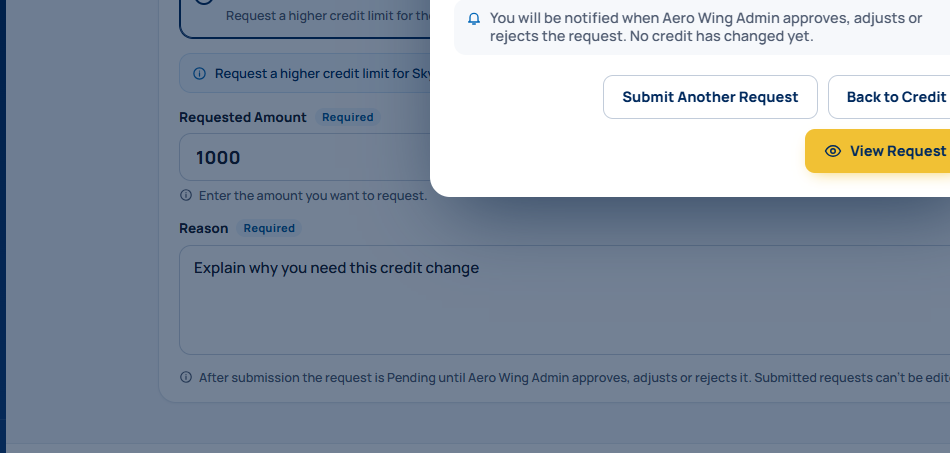 Request a higher credit limit for
You will be notified when Aero Wing Admin approves, adjusts or
rejects the request. No credit has changed yet.
Request a higher credit limit for
Submit Another Request
Back to Credit
Requested Amount Required
View Request
1000
Enter the amount you want to request.
Reason Required
Explain why you need this credit change
After submission the request is Pending until Aero Wing Admin approves, adjusts or rejects it. Submitted requests can't be